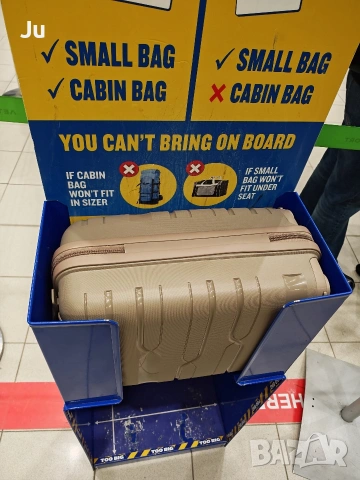 Ju
✓ SMALL BAG
✓ CABIN BAG
✓ SMALL BAG
✗ CABIN BAG
YOU CAN'T BRING ON BOARD
IF CABIN
BAG
WON'T FIT
IN SIZER
IF SMALL
BAG WON'T
FIT UNDER
SEAT
HERE
TOO BIG
TOO BIG
TOO BIG
BAZAR